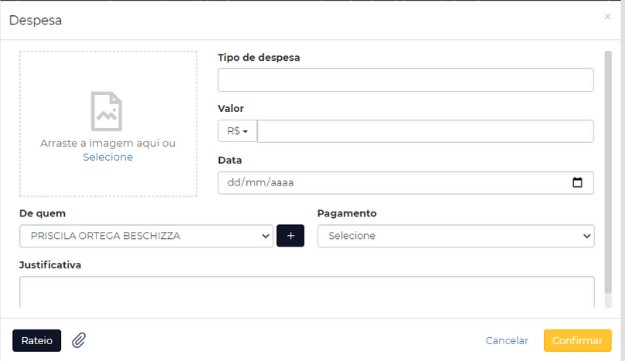 Despesa
×
Arraste a imagem aqui ou
Selecione
Tipo de despesa
Valor
R$
Data
dd/mm/aaaa
De quem
PRISCILA ORTEGA BESCHIZZA
+
Pagamento
Selecione
Justificativa
Rateio
Cancelar
Confirmar